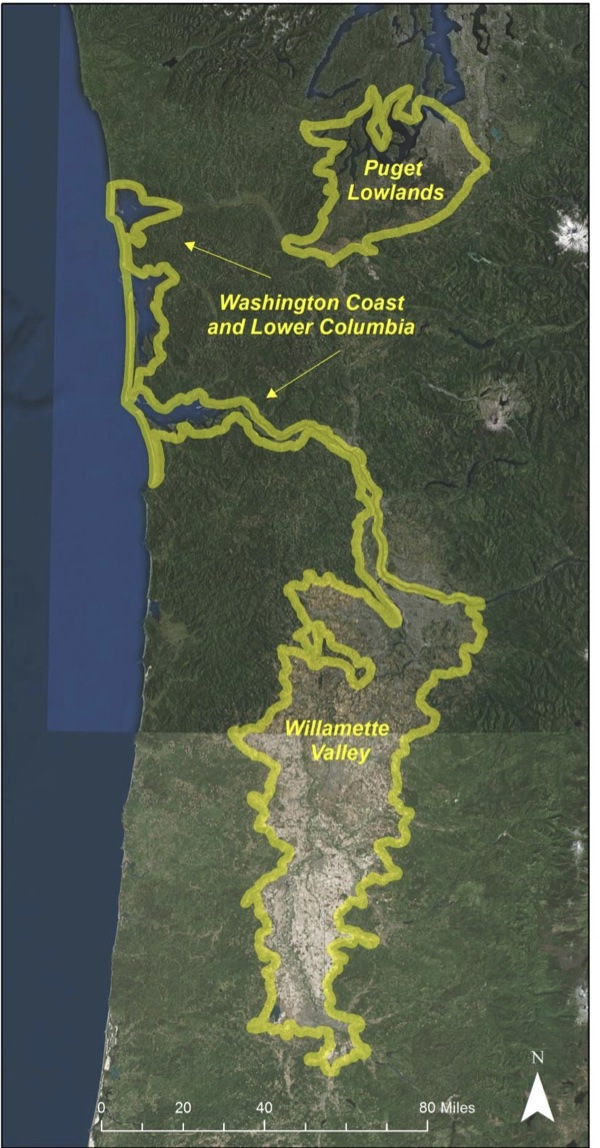 Puget
Lowlands
Washington Coast
and Lower Columbia
Willamette
Valley
N
0 20 40 80 Miles